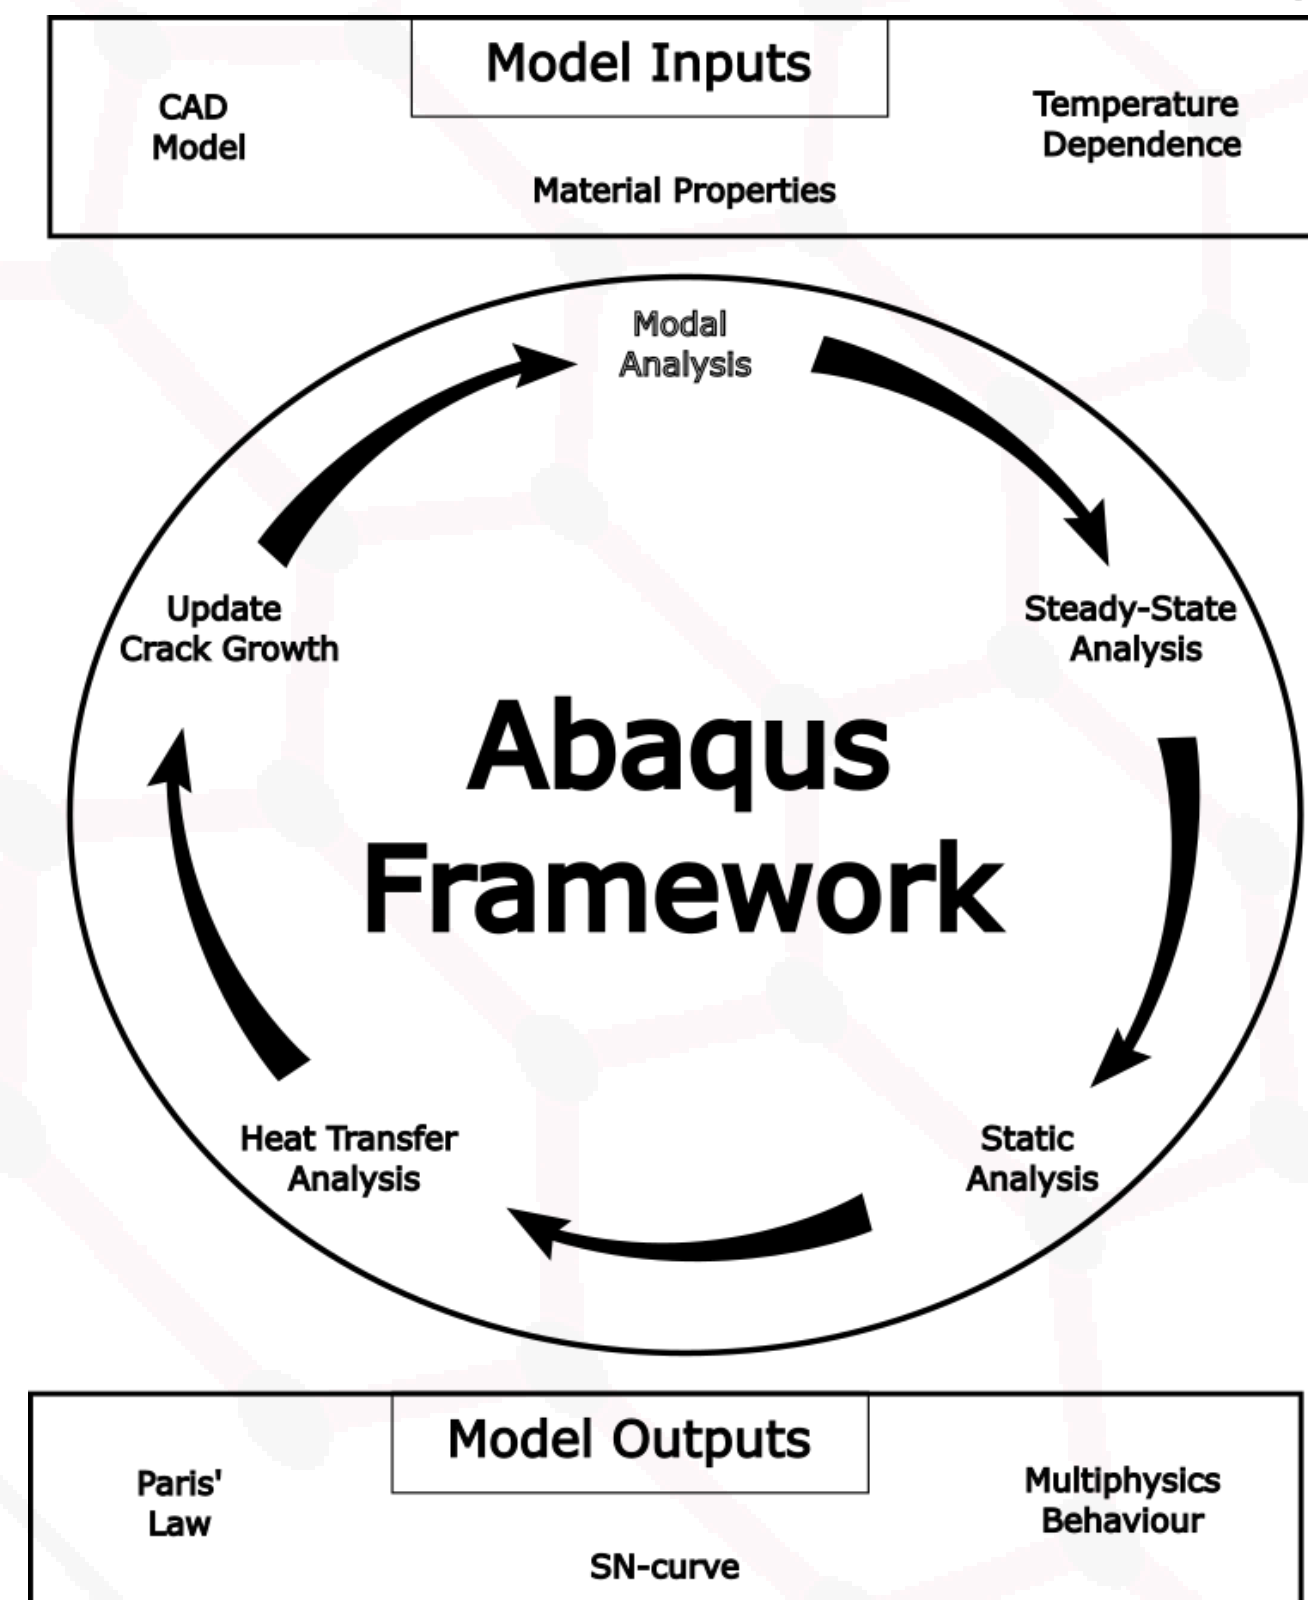 Model Inputs
CAD
Model
Temperature
Dependence
Material Properties
Modal
Analysis
Update
Crack Growth
Steady-State
Analysis
Abaqus
Framework
Heat Transfer
Analysis
Static
Analysis
Model Outputs
Paris'
Law
Multiphysics
Behaviour
SN-curve